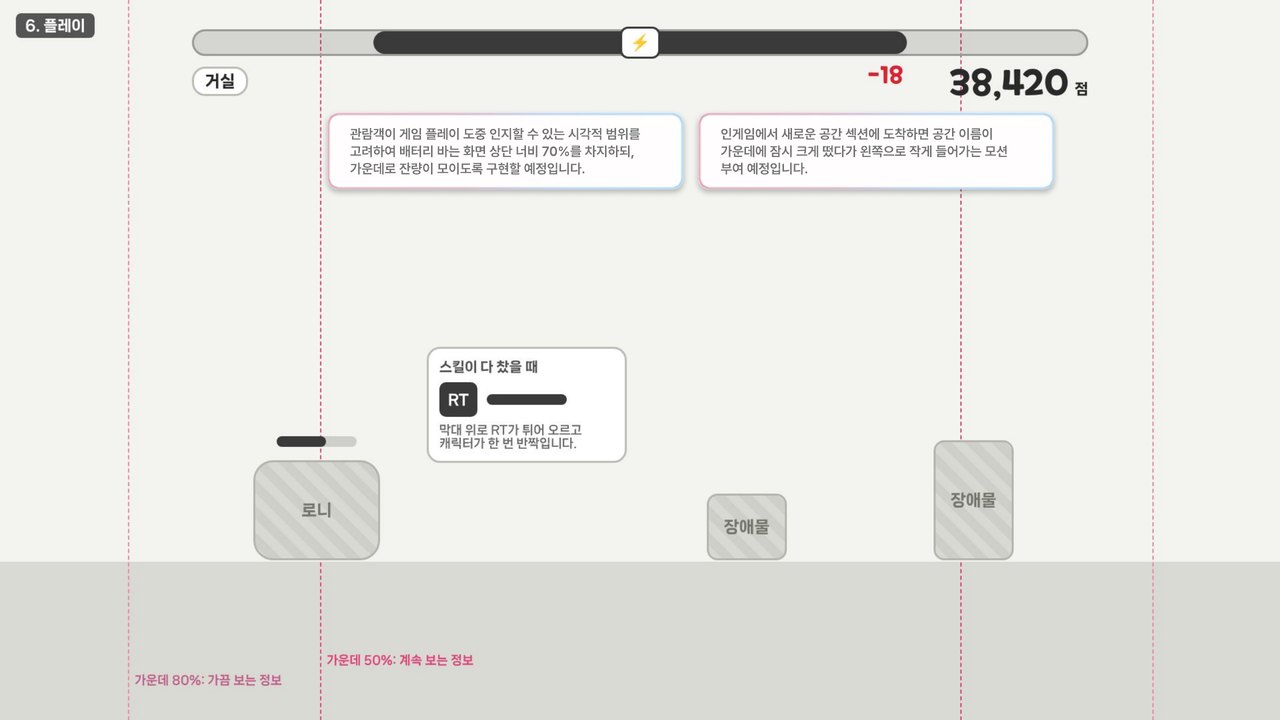 6. 플레이
거실
-18
38,420 점
관람객이 게임 플레이 도중 인지할 수 있는 시각적 범위를
고려하여 배터리 바는 화면 상단 너비 70%를 차지하되,
가운데로 잔량이 모이도록 구현할 예정입니다.
인게임에서 새로운 공간 섹션에 도착하면 공간 이름이
가운데에 잠시 크게 떴다가 왼쪽으로 작게 들어가는 모션
부여 예정입니다.
스킬이 다 찼을 때
RT
막대 위로 RT가 튀어 오르고
캐릭터가 한 번 반짝입니다.
로니
장애물
장애물
가운데 50%: 계속 보는 정보
가운데 80%: 가끔 보는 정보